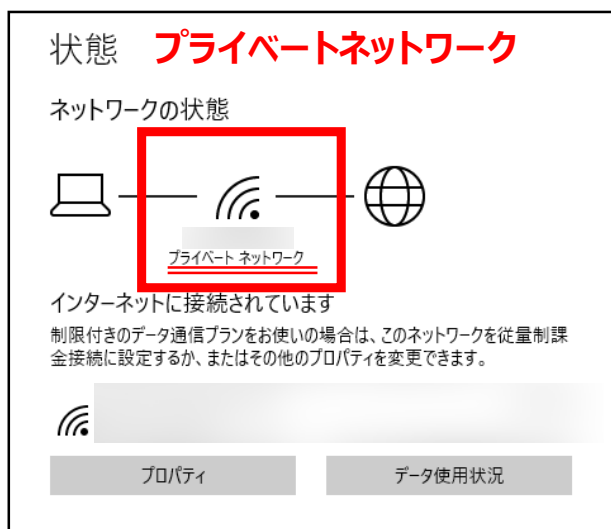 状態 プライベートネットワーク
ネットワークの状態
プライベート ネットワーク
インターネットに接続されています
制限付きのデータ通信プランをお使いの場合は、このネットワークを従量制課
金接続に設定するか、またはその他のプロパティを変更できます。
プロパティ データ使用状況